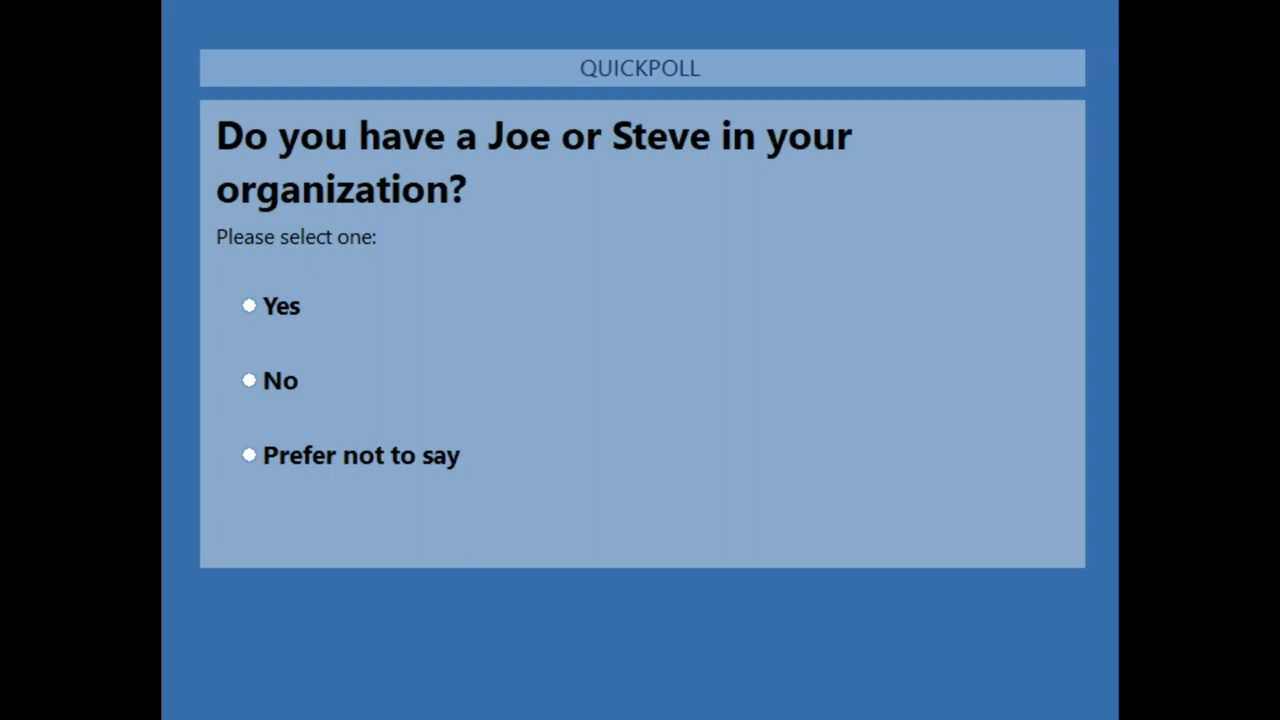 QUICKPOLL
Do you have a Joe or Steve in your
organization?
Please select one:
Yes
No
Prefer not to say